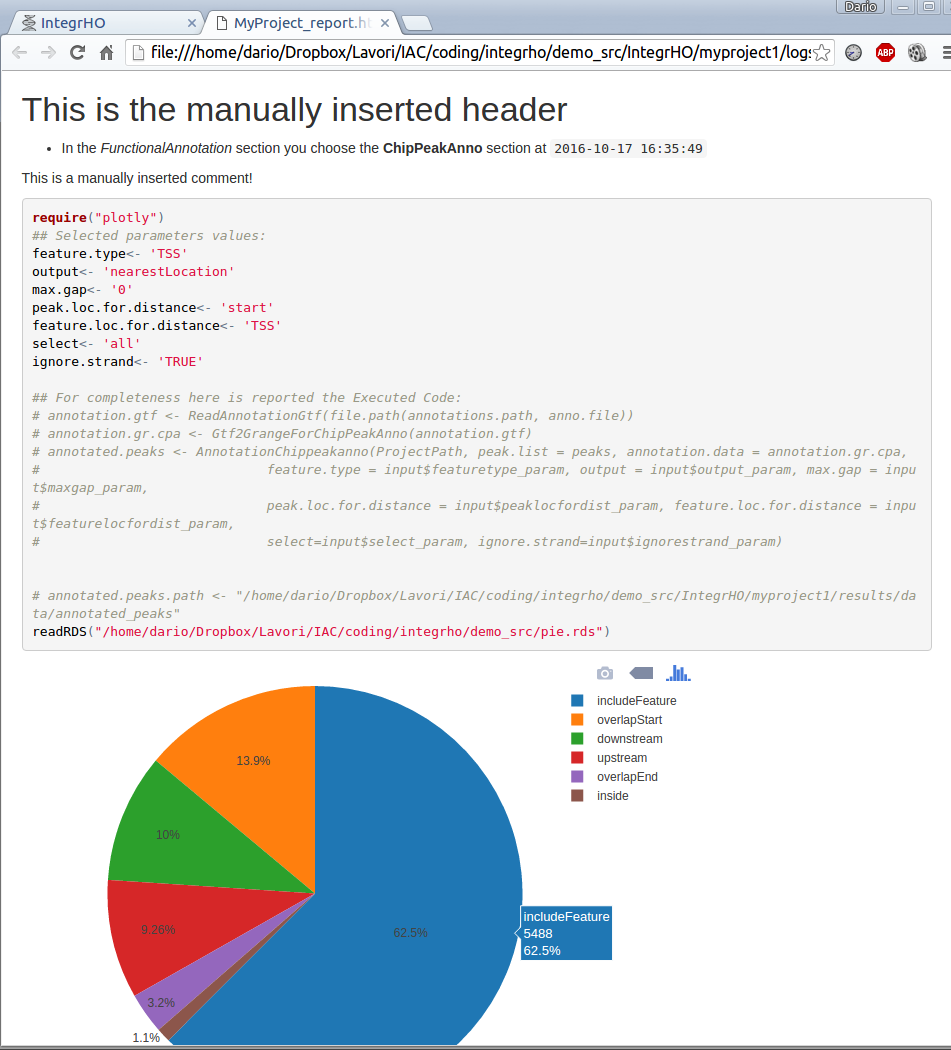 Dario
IntegrHO
MyProject_report.ht
file:///home/dario/Dropbox/Lavori/IAC/coding/integrho/demo_src/IntegrHO/myproject1/logs
ABP
This is the manually inserted header
• In the FunctionalAnnotation section you choose the ChipPeakAnno section at 2016-10-17 16:35:49
This is a manually inserted comment!
require("plotly")
## Selected parameters values:
feature.type<- 'TSS'
output<- 'nearestLocation'
max.gap<- '0'
peak.loc.for.distance<- 'start'
feature.loc.for.distance<- 'TSS'
select<- 'all'
ignore.strand<- 'TRUE'
## For completeness here is reported the Executed Code:
# annotation.gtf <- ReadAnnotationGtf(file.path(annotations.path, anno.file))
# annotation.gr.cpa <- Gtf2GrangeForChipPeakAnno(annotation.gtf)
# annotated.peaks <- AnnotationChippeakanno(ProjectPath, peak.list = peaks, annotation.data = annotation.gr.cpa,
# feature.type = input$featuretype_param, output = input$output_param, max.gap = inpu
t$maxgap_param,
# peak.loc.for.distance = input$peaklocfordist_param, feature.loc.for.distance = inpu
t$featurelocfordist_param,
# select=input$select_param, ignore.strand=input$ignorestrand_param)
# annotated.peaks.path <- "/home/dario/Dropbox/Lavori/IAC/coding/integrho/demo_src/IntegrHO/myproject1/results/da
ta/annotated_peaks"
readRDS("/home/dario/Dropbox/Lavori/IAC/coding/integrho/demo_src/pie.rds")
includeFeature
overlapStart
downstream
upstream
overlapEnd
inside
13.9%
10%
9.26%
62.5%
3.2%
1.1%
includeFeature
5488
62.5%